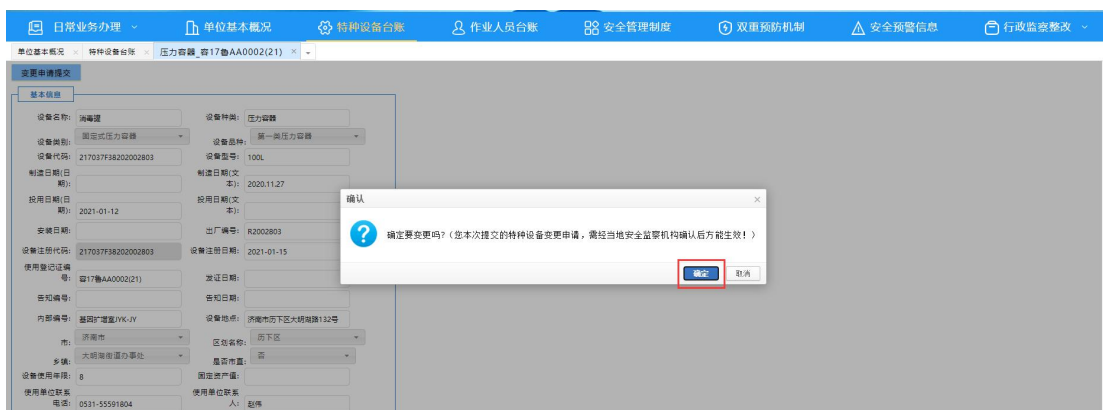 日常业务办理 单位基本概况 特种设备台账 作业人员台账 安全管理制度 双重预防机制 安全预警信息 行政监察整改
单位基本概况 × 特种设备台账 × 压力容器_容17鲁AA0002(21) ×
变更申请提交
基本信息
设备名称: 消毒罐 设备种类: 压力容器
设备类别: 固定式压力容器 设备品种: 第一类压力容器
设备代码: 217037F38202002803 设备型号: 100L
制造日期(日期): 制造日期(文本): 2020.11.27
投用日期(日期): 2021-01-12 投用日期(文本):
安装日期: 出厂编号: R2002803
设备注册代码: 217037F38202002803 设备注册日期: 2021-01-15
使用登记证编号: 容17鲁AA0002(21) 发证日期:
告知编号: 告知日期:
内部编号: 基因扩增室JYK-JY 设备地点: 济南市历下区大明湖路132号
市: 济南市 区划名称: 历下区
乡镇: 大明湖街道办事处 是否市直: 否
设备使用年限: 8 固定资产值:
使用单位联系电话: 0531-55591804 使用单位联系人: 赵伟
确认 ×
确定要变更吗?(您本次提交的特种设备变更申请,需经当地安全监察机构确认后方能生效!)
确定 取消